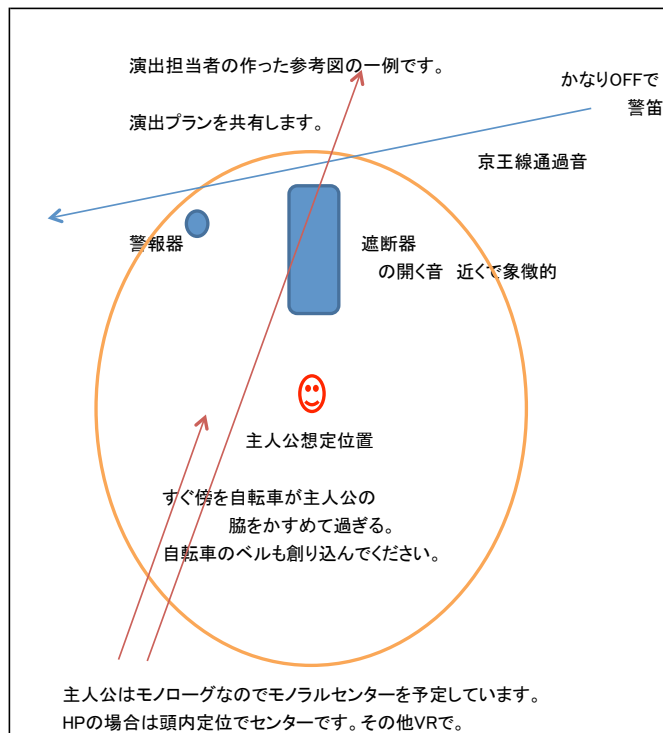 演出担当者の作った参考図の一例です。
かなりOFFで
警笛
演出プランを共有します。
京王線通過音
警報器
遮断器
の開く音 近くで象徴的
主人公想定位置
すぐ傍を自転車が主人公の
脇をかすめて過ぎる。
自転車のベルも創り込んでください。
主人公はモノローグなのでモノラルセンターを予定しています。
HPの場合は頭内定位でセンターです。その他VRで。